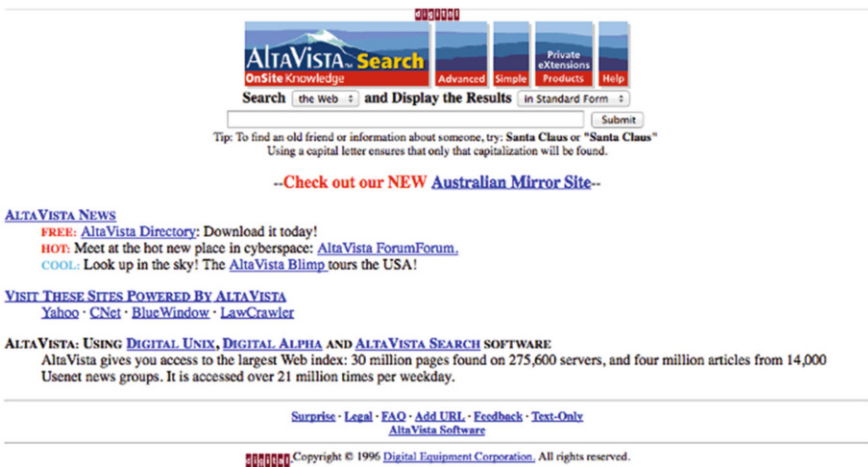 digital
ALTAVISTA™ Search
OnSite Knowledge
Advanced
Simple
Private eXtensions Products
Help
Search the Web and Display the Results in Standard Form
Submit
Tip: To find an old friend or information about someone, try: Santa Claus or "Santa Claus"
Using a capital letter ensures that only that capitalization will be found.
--Check out our NEW Australian Mirror Site--
ALTAVISTA NEWS
FREE: AltaVista Directory: Download it today!
HOT: Meet at the hot new place in cyberspace: AltaVista ForumForum.
COOL: Look up in the sky! The AltaVista Blimp tours the USA!
VISIT THESE SITES POWERED BY ALTAVISTA
Yahoo · CNet · BlueWindow · LawCrawler
ALTAVISTA: USING DIGITAL UNIX, DIGITAL ALPHA AND ALTAVISTA SEARCH SOFTWARE
AltaVista gives you access to the largest Web index: 30 million pages found on 275,600 servers, and four million articles from 14,000
Usenet news groups. It is accessed over 21 million times per weekday.
Surprise · Legal · FAQ · Add URL · Feedback · Text-Only
AltaVista Software
digital Copyright © 1996 Digital Equipment Corporation. All rights reserved.